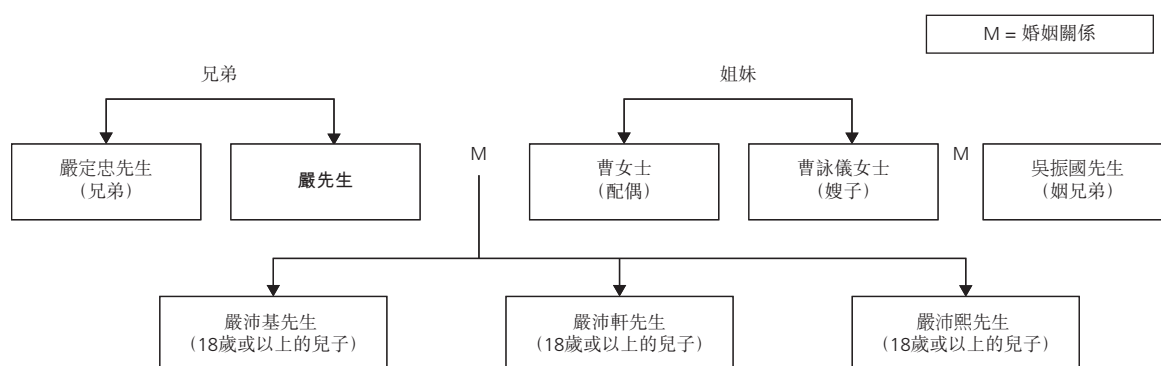 M = 婚姻關係
兄弟
姐妹
嚴定忠先生
(兄弟)
嚴先生
M
曹女士
(配偶)
曹詠儀女士
(嫂子)
M
吳振國先生
(姻兄弟)
嚴沛基先生
(18歲或以上的兒子)
嚴沛軒先生
(18歲或以上的兒子)
嚴沛熙先生
(18歲或以上的兒子)